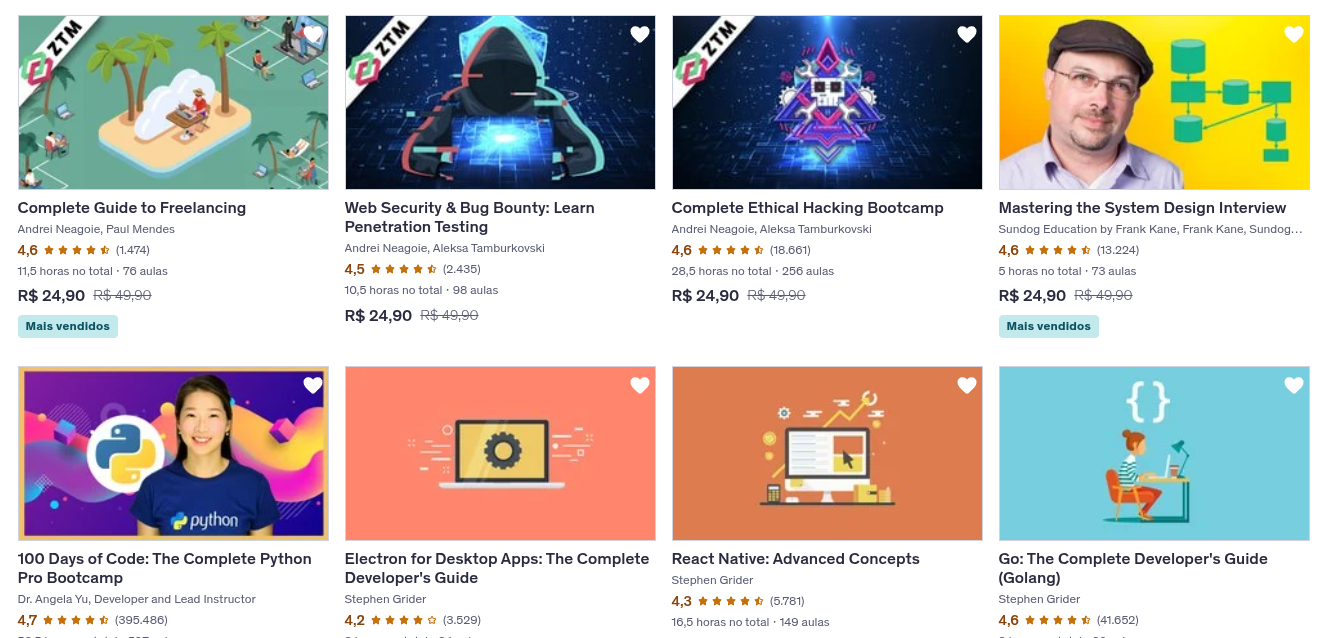 ZTM
ZTM
ZTM
Complete Guide to Freelancing
Andrei Neagoie, Paul Mendes
4,6 (1.474)
11,5 horas no total · 76 aulas
R$ 24,90 R$ 49,90
Mais vendidos
Web Security & Bug Bounty: Learn
Penetration Testing
Andrei Neagoie, Aleksa Tamburkovski
4,5 (2.435)
10,5 horas no total · 98 aulas
R$ 24,90 R$ 49,90
Complete Ethical Hacking Bootcamp
Andrei Neagoie, Aleksa Tamburkovski
4,6 (18.661)
28,5 horas no total · 256 aulas
R$ 24,90 R$ 49,90
Mastering the System Design Interview
Sundog Education by Frank Kane, Frank Kane, Sundog...
4,6 (13.224)
5 horas no total · 73 aulas
R$ 24,90 R$ 49,90
Mais vendidos
python
100 Days of Code: The Complete Python
Pro Bootcamp
Dr. Angela Yu, Developer and Lead Instructor
4,7 (395.486)
{ }
Electron for Desktop Apps: The Complete
Developer's Guide
Stephen Grider
4,2 (3.529)
React Native: Advanced Concepts
Stephen Grider
4,3 (5.781)
16,5 horas no total · 149 aulas
Go: The Complete Developer's Guide
(Golang)
Stephen Grider
4,6 (41.652)